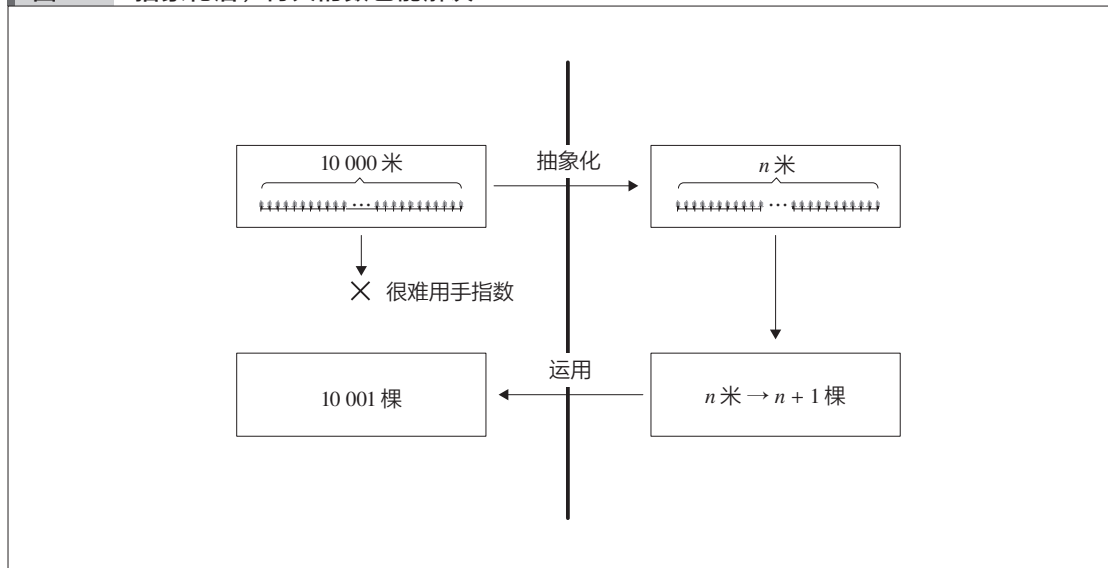 10 000 米
抽象化
n 米
…
…
× 很难用手指数
运用
10 001 棵
n 米 → n + 1 棵